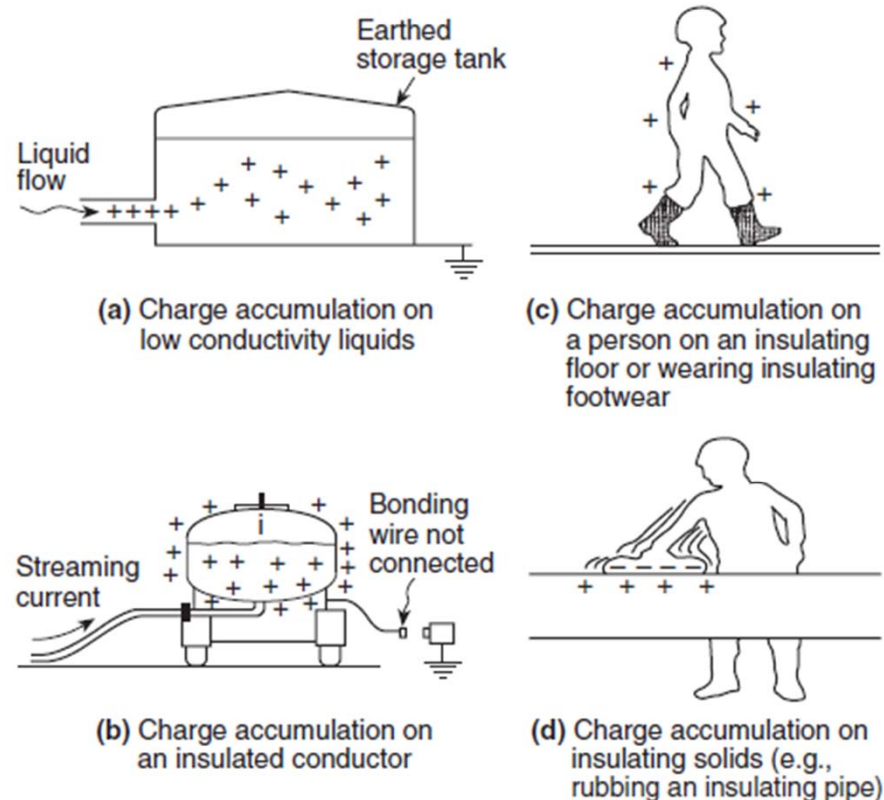 Earthed
storage tank
Liquid
flow
++++
(a) Charge accumulation on
low conductivity liquids
(c) Charge accumulation on
a person on an insulating
floor or wearing insulating
footwear
Bonding
wire not
connected
i
Streaming
current
(b) Charge accumulation on
an insulated conductor
(d) Charge accumulation on
insulating solids (e.g.,
rubbing an insulating pipe)